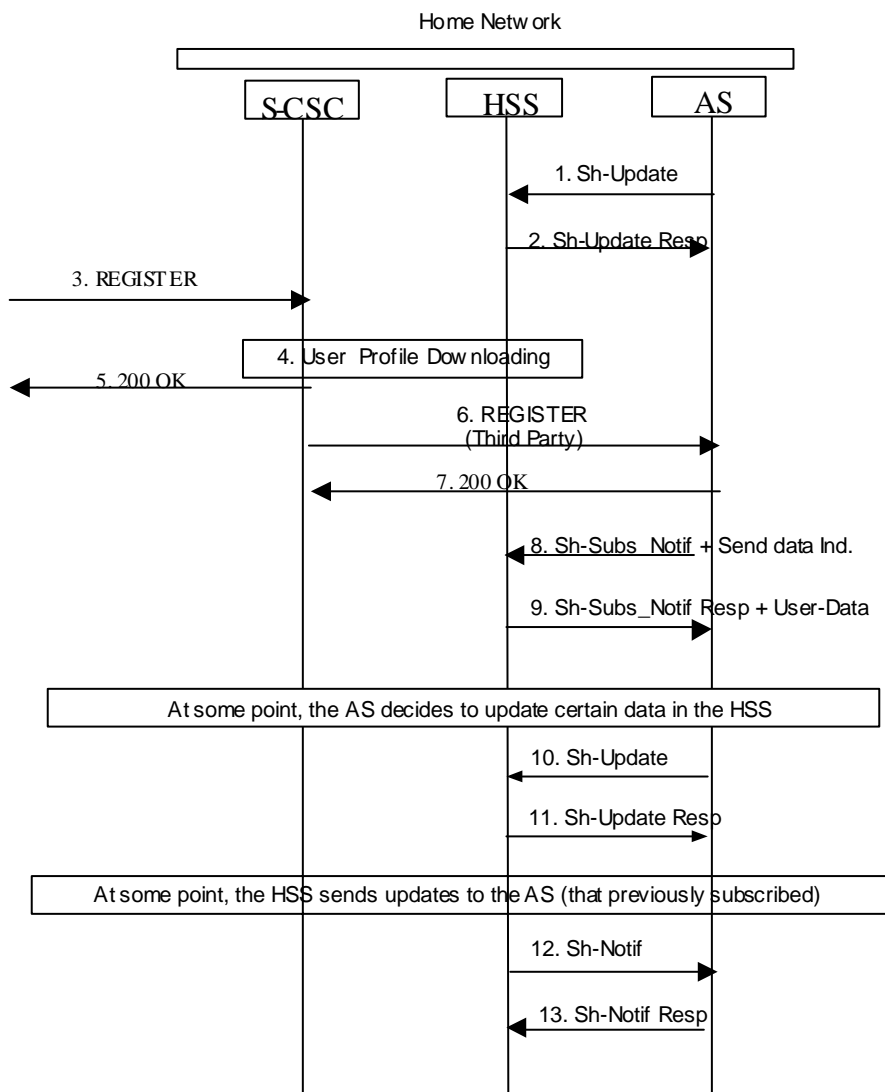 Home Network
S-CSC
HSS
AS
1. Sh-Update
2. Sh-Update Resp
3. REGISTER
4. User Profile Downloading
5. 200 OK
6. REGISTER
(Third Party)
7. 200 OK
8. Sh-Subs_Notif + Send data Ind.
9. Sh-Subs_Notif Resp + User-Data
At some point, the AS decides to update certain data in the HSS
10. Sh-Update
11. Sh-Update Resp
At some point, the HSS sends updates to the AS (that previously subscribed)
12. Sh-Notif
13. Sh-Notif Resp